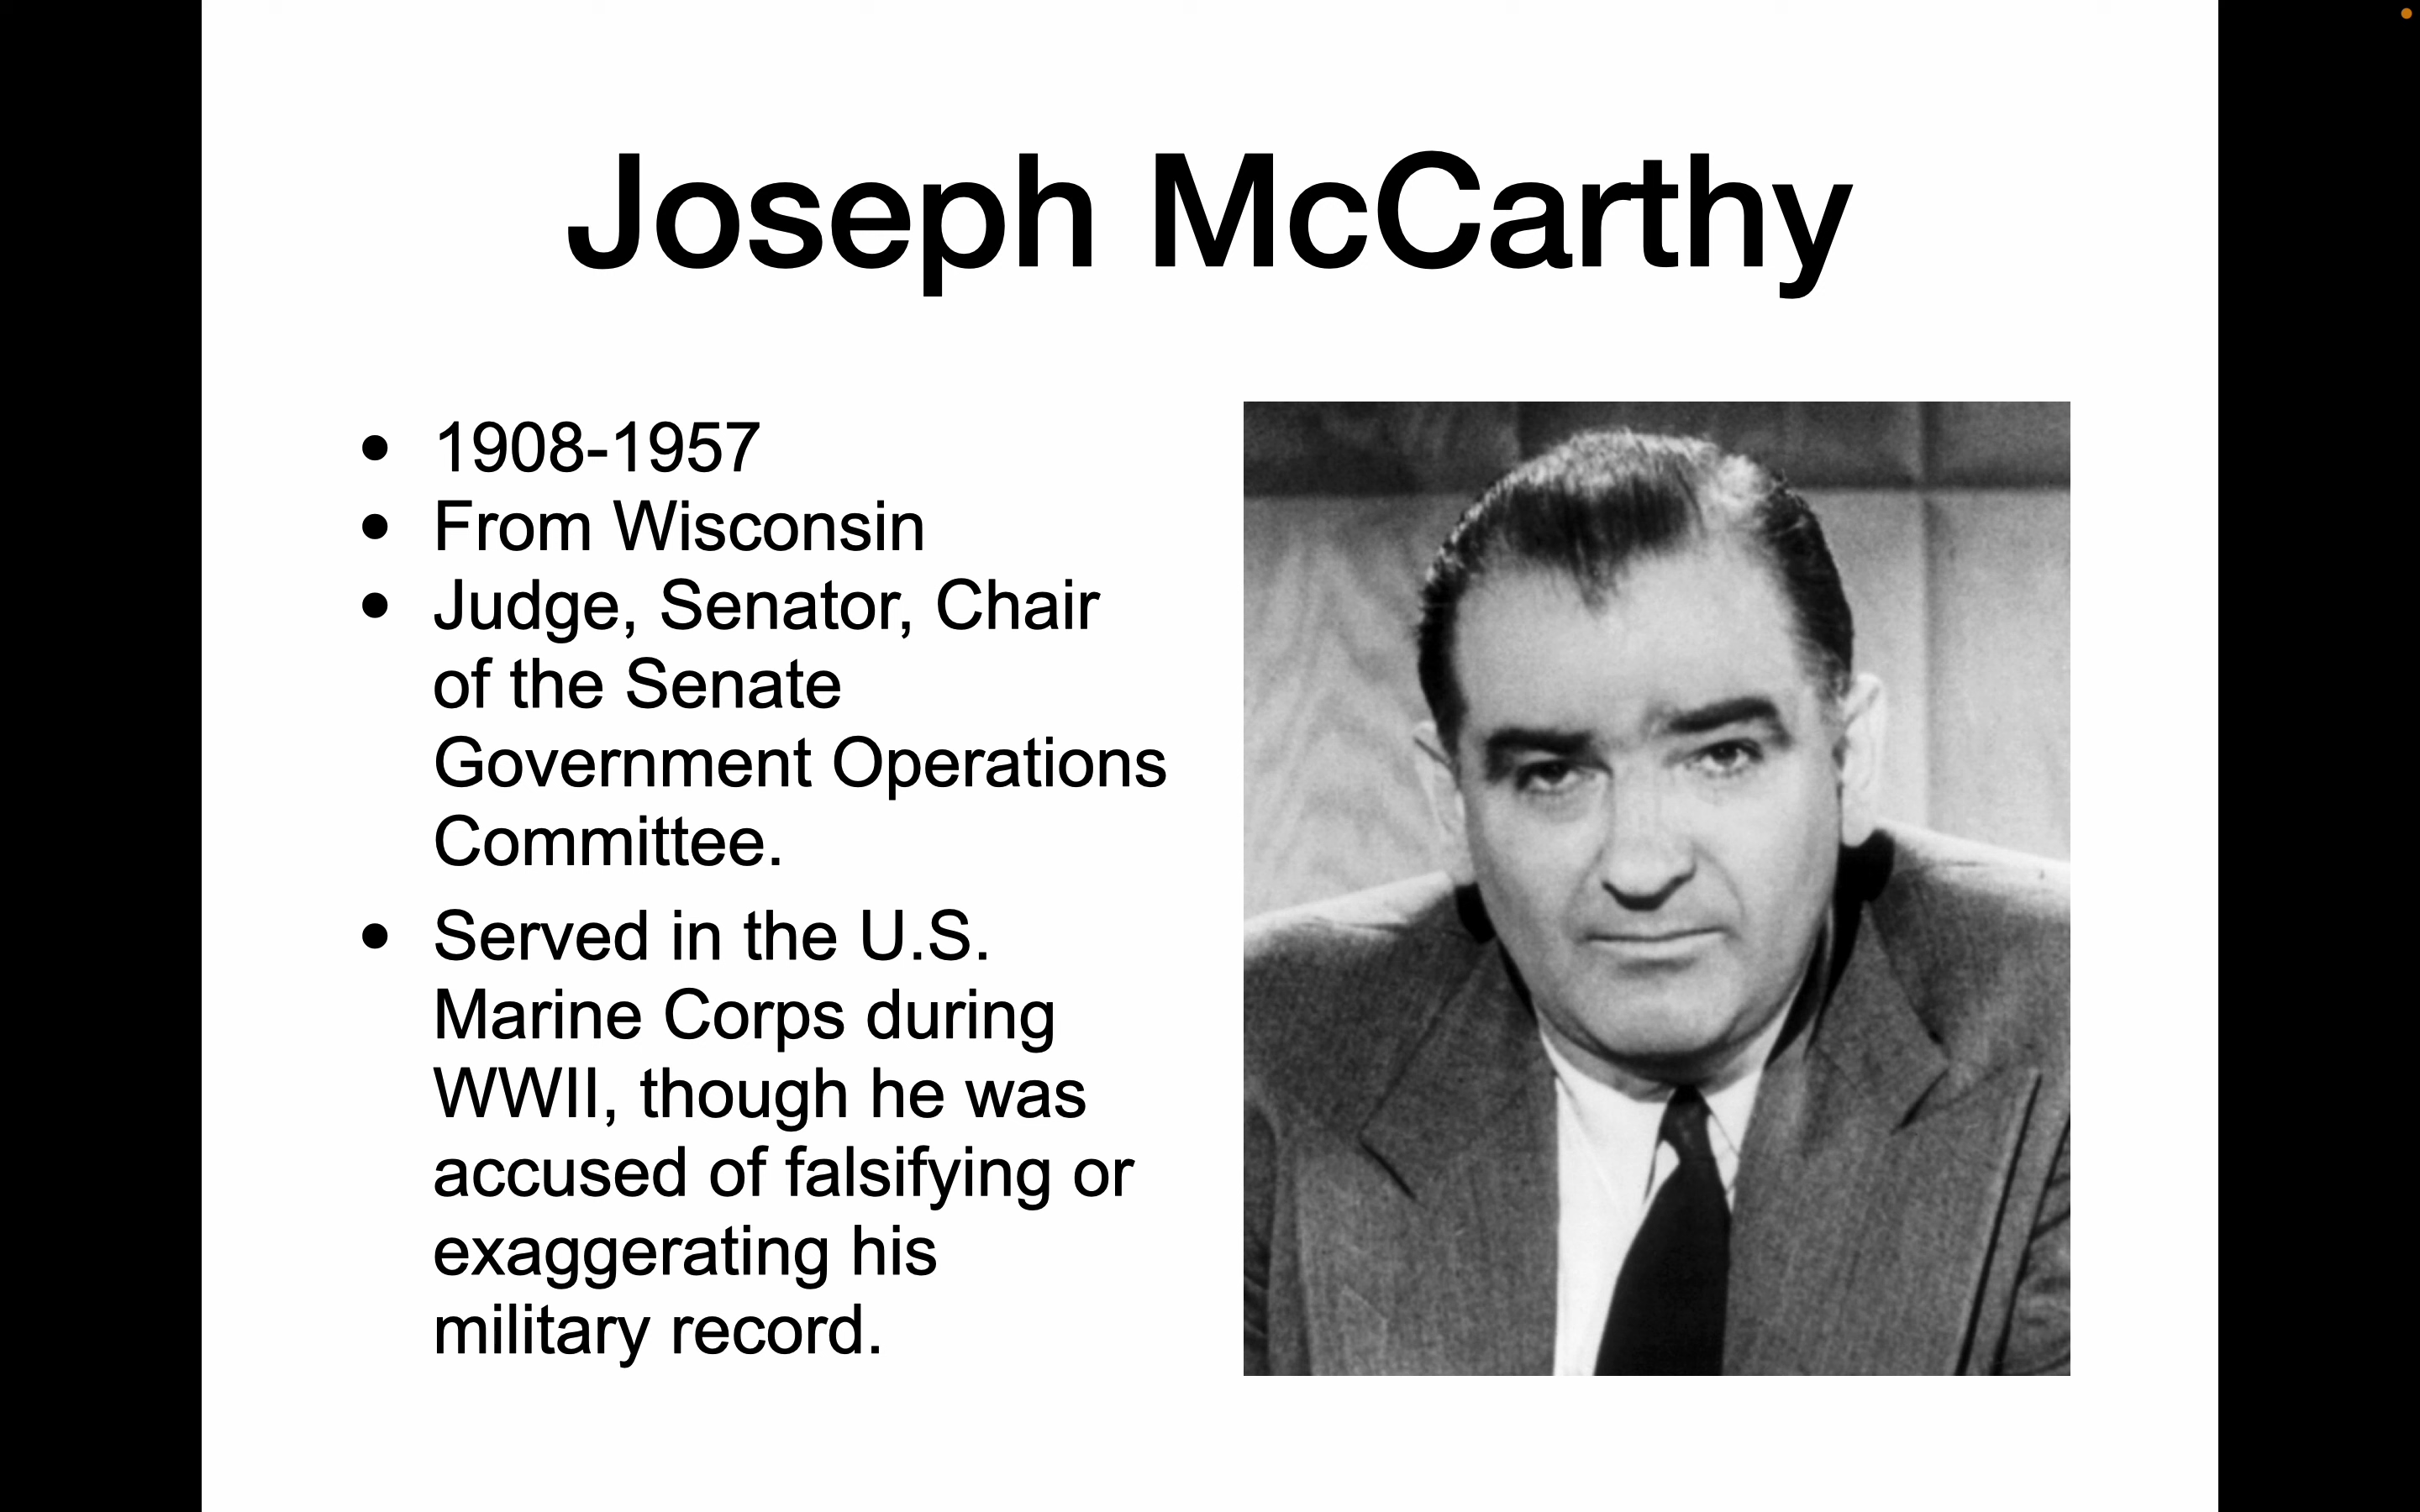 Joseph McCarthy
• 1908-1957
• From Wisconsin
• Judge, Senator, Chair
of the Senate
Government Operations
Committee.
• Served in the U.S.
Marine Corps during
WWII, though he was
accused of falsifying or
exaggerating his
military record.